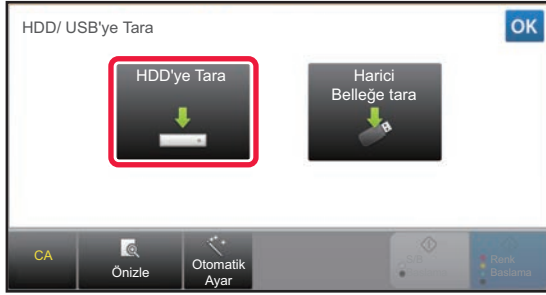 HDD/ USB'ye Tara
OK
HDD'ye Tara
Harici
Belleğe tara
CA
Önizle
Otomatik
Ayar
S/B
Renk
Başlama